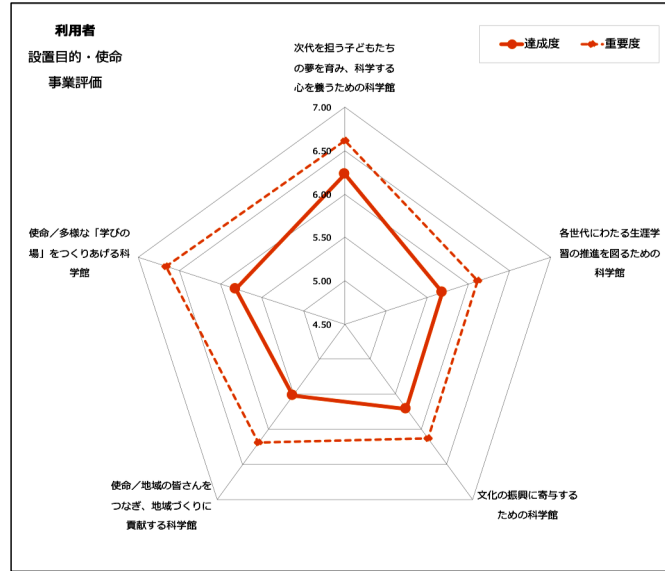 利用者
設置目的・使命
事業評価
達成度
重要度
次代を担う子どもたち
の夢を育み、科学する
心を養うための科学館
7.00
6.50
6.00
5.50
5.00
4.50
各世代にわたる生涯学
習の推進を図るための
科学館
文化の振興に寄与する
ための科学館
使命／地域の皆さんを
つなぎ、地域づくりに
貢献する科学館
使命／多様な「学びの
場」をつくりあげる科
学館